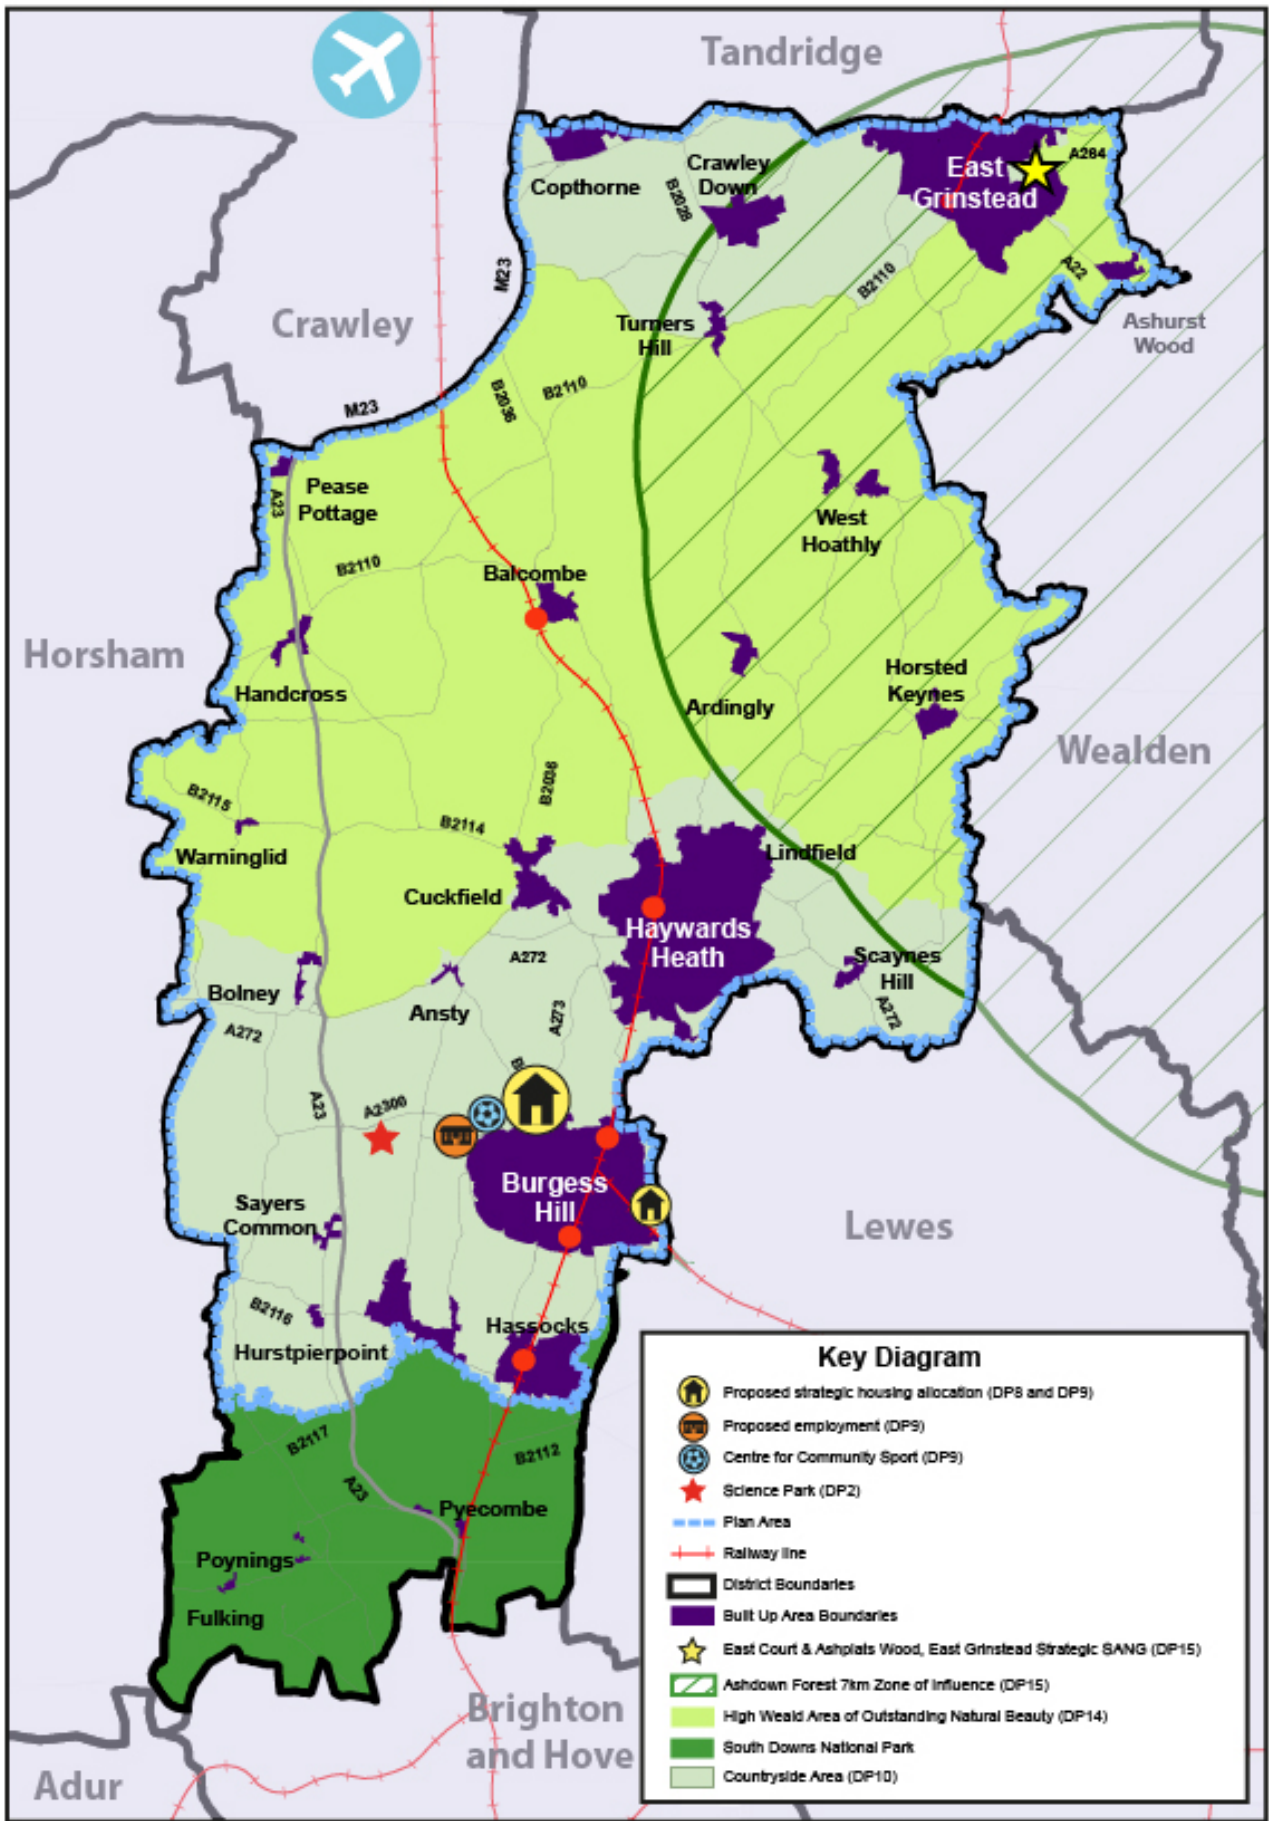 Tandridge
Copthorne
Crawley
Down
B2028
East
Grinstead
A264
M23
Crawley
B2110
A22
Ashurst
Wood
Turners
Hill
B2036
B2110
M23
Pease
Pottage
A23
West
Hoathly
B2110
Balcombe
Horsham
Handcross
Ardingly
Horsted
Keynes
Wealden
B2115
B2036
B2114
Warninglid
Lindfield
Cuckfield
Haywards
Heath
A272
Scaynes
Hill
Bolney
Ansty
A272
A273
A272
A23
A2300
Burgess
Hill
Sayers
Common
Lewes
B2116
Hassocks
Hurstpierpoint
B2117
B2112
A23
Pyecombe
Poynings
Fulking
Brighton
and Hove
Adur
Key Diagram
Proposed strategic housing allocation (DP8 and DP9)
Proposed employment (DP9)
Centre for Community Sport (DP9)
Science Park (DP2)
Plan Area
Railway line
District Boundaries
Built Up Area Boundaries
East Court & Ashplats Wood, East Grinstead Strategic SANG (DP15)
Ashdown Forest 7km Zone of Influence (DP15)
High Weald Area of Outstanding Natural Beauty (DP14)
South Downs National Park
Countryside Area (DP10)